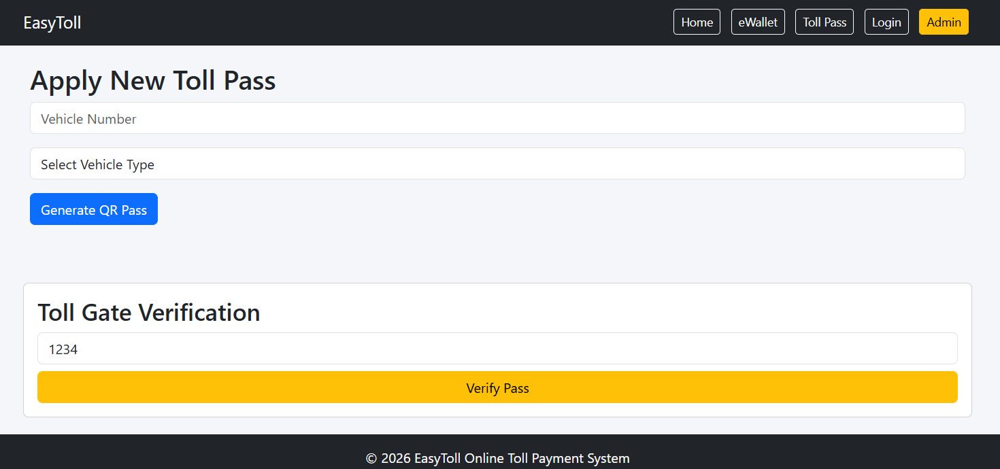 EasyToll
Home eWallet Toll Pass Login Admin
Apply New Toll Pass
Vehicle Number
Select Vehicle Type
Generate QR Pass
Toll Gate Verification
1234
Verify Pass
© 2026 EasyToll Online Toll Payment System